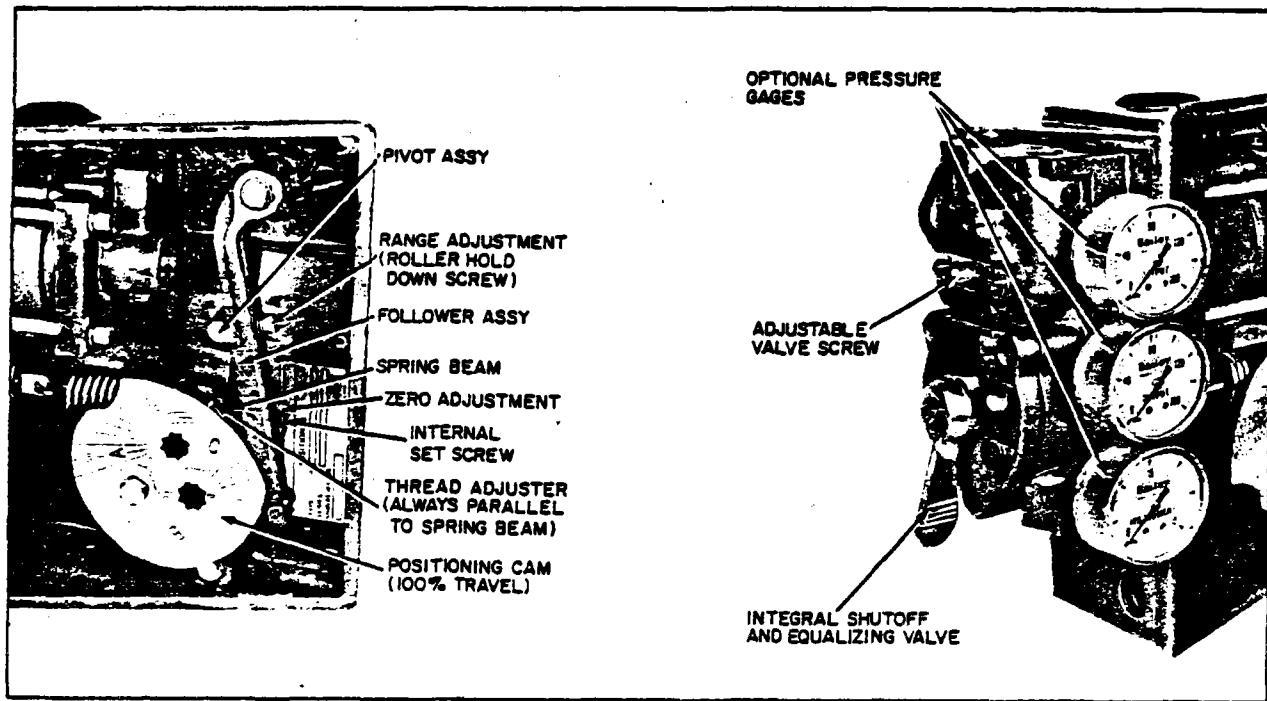 PIVOT ASSY
RANGE ADJUSTMENT
(ROLLER HOLD
DOWN SCREW)
FOLLOWER ASSY
SPRING BEAM
ZERO ADJUSTMENT
INTERNAL
SET SCREW
THREAD ADJUSTER
(ALWAYS PARALLEL
TO SPRING BEAM)
POSITIONING CAM
(100% TRAVEL)
OPTIONAL PRESSURE
GAGES
ADJUSTABLE
VALVE SCREW
INTEGRAL SHUTOFF
AND EQUALIZING VALVE